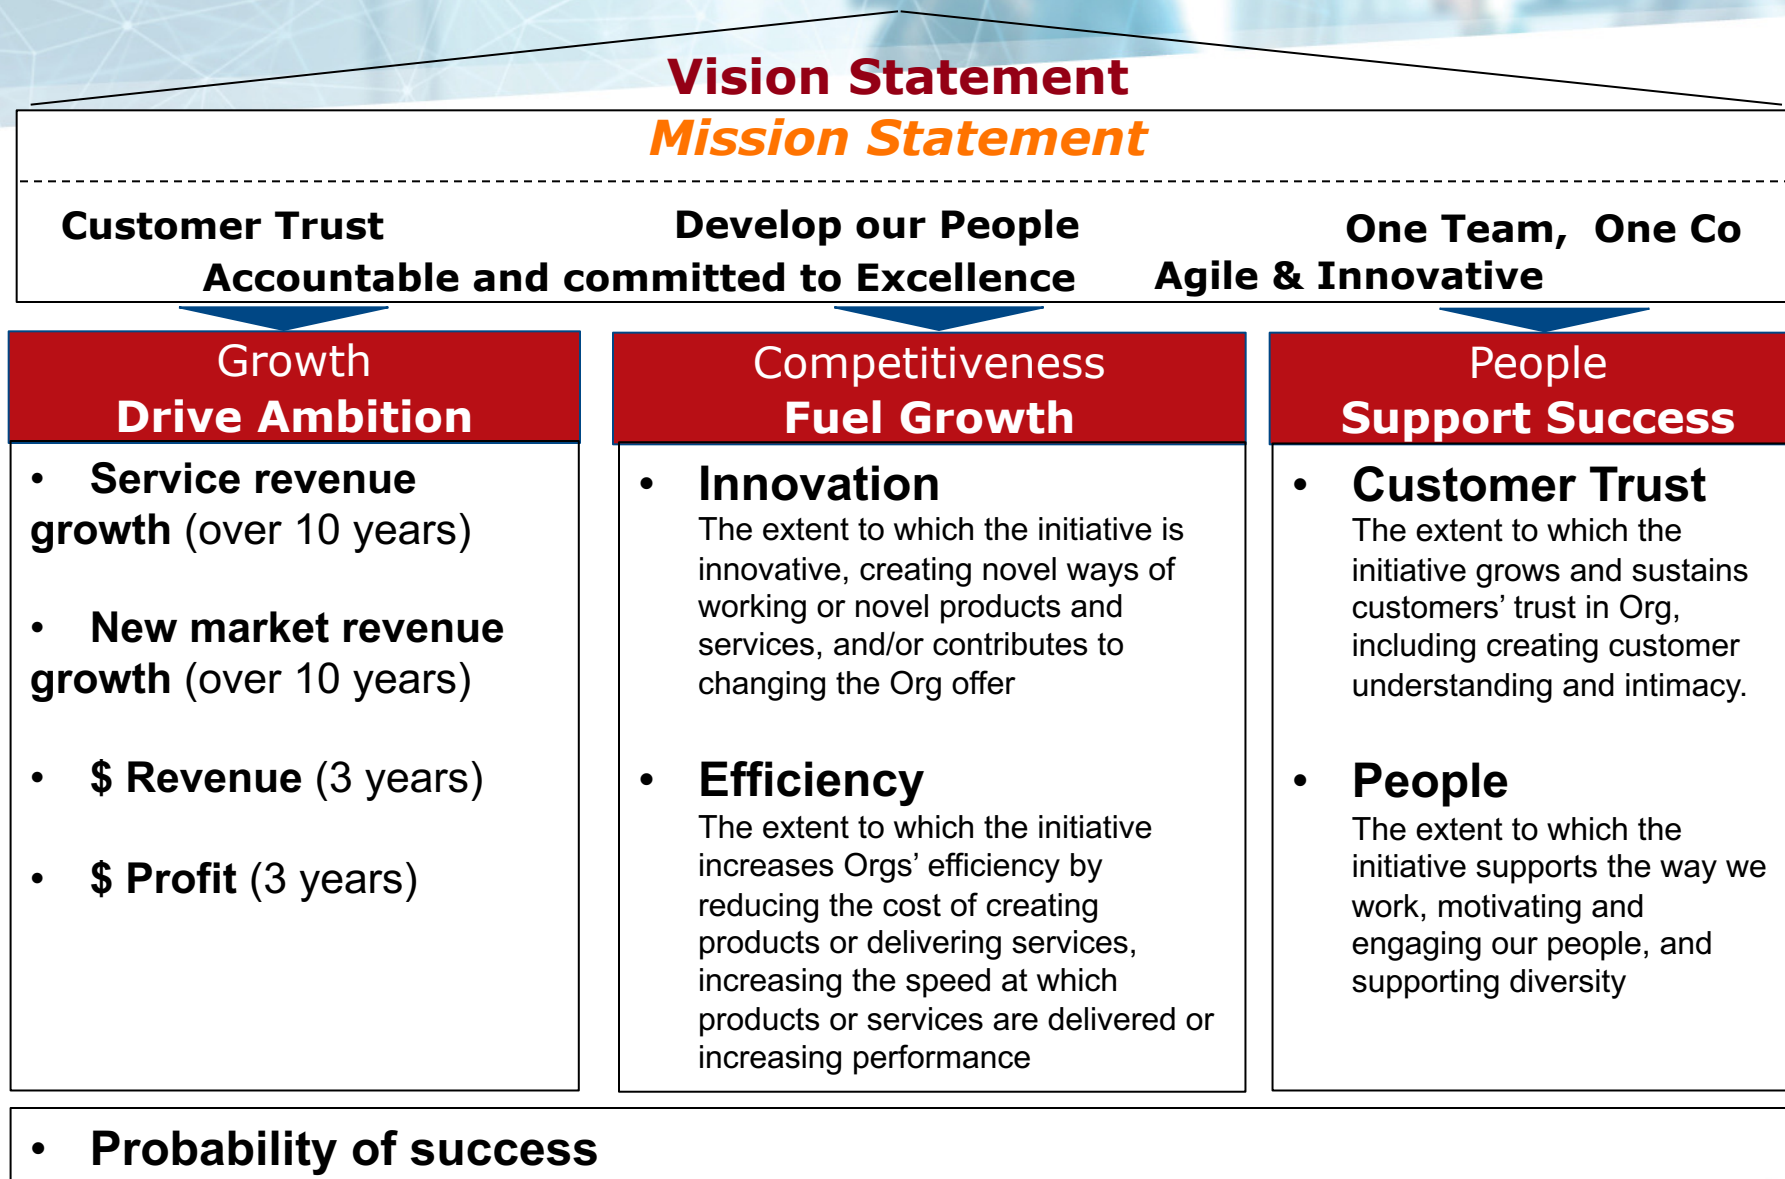 Vision Statement
Mission Statement
Customer Trust Develop our People One Team, One Co
Accountable and committed to Excellence Agile & Innovative
Growth
Drive Ambition
• Service revenue
growth (over 10 years)
• New market revenue
growth (over 10 years)
• $ Revenue (3 years)
• $ Profit (3 years)
Competitiveness
Fuel Growth
• Innovation
The extent to which the initiative is
innovative, creating novel ways of
working or novel products and
services, and/or contributes to
changing the Org offer
• Efficiency
The extent to which the initiative
increases Orgs’ efficiency by
reducing the cost of creating
products or delivering services,
increasing the speed at which
products or services are delivered or
increasing performance
People
Support Success
• Customer Trust
The extent to which the
initiative grows and sustains
customers’ trust in Org,
including creating customer
understanding and intimacy.
• People
The extent to which the
initiative supports the way we
work, motivating and
engaging our people, and
supporting diversity
• Probability of success